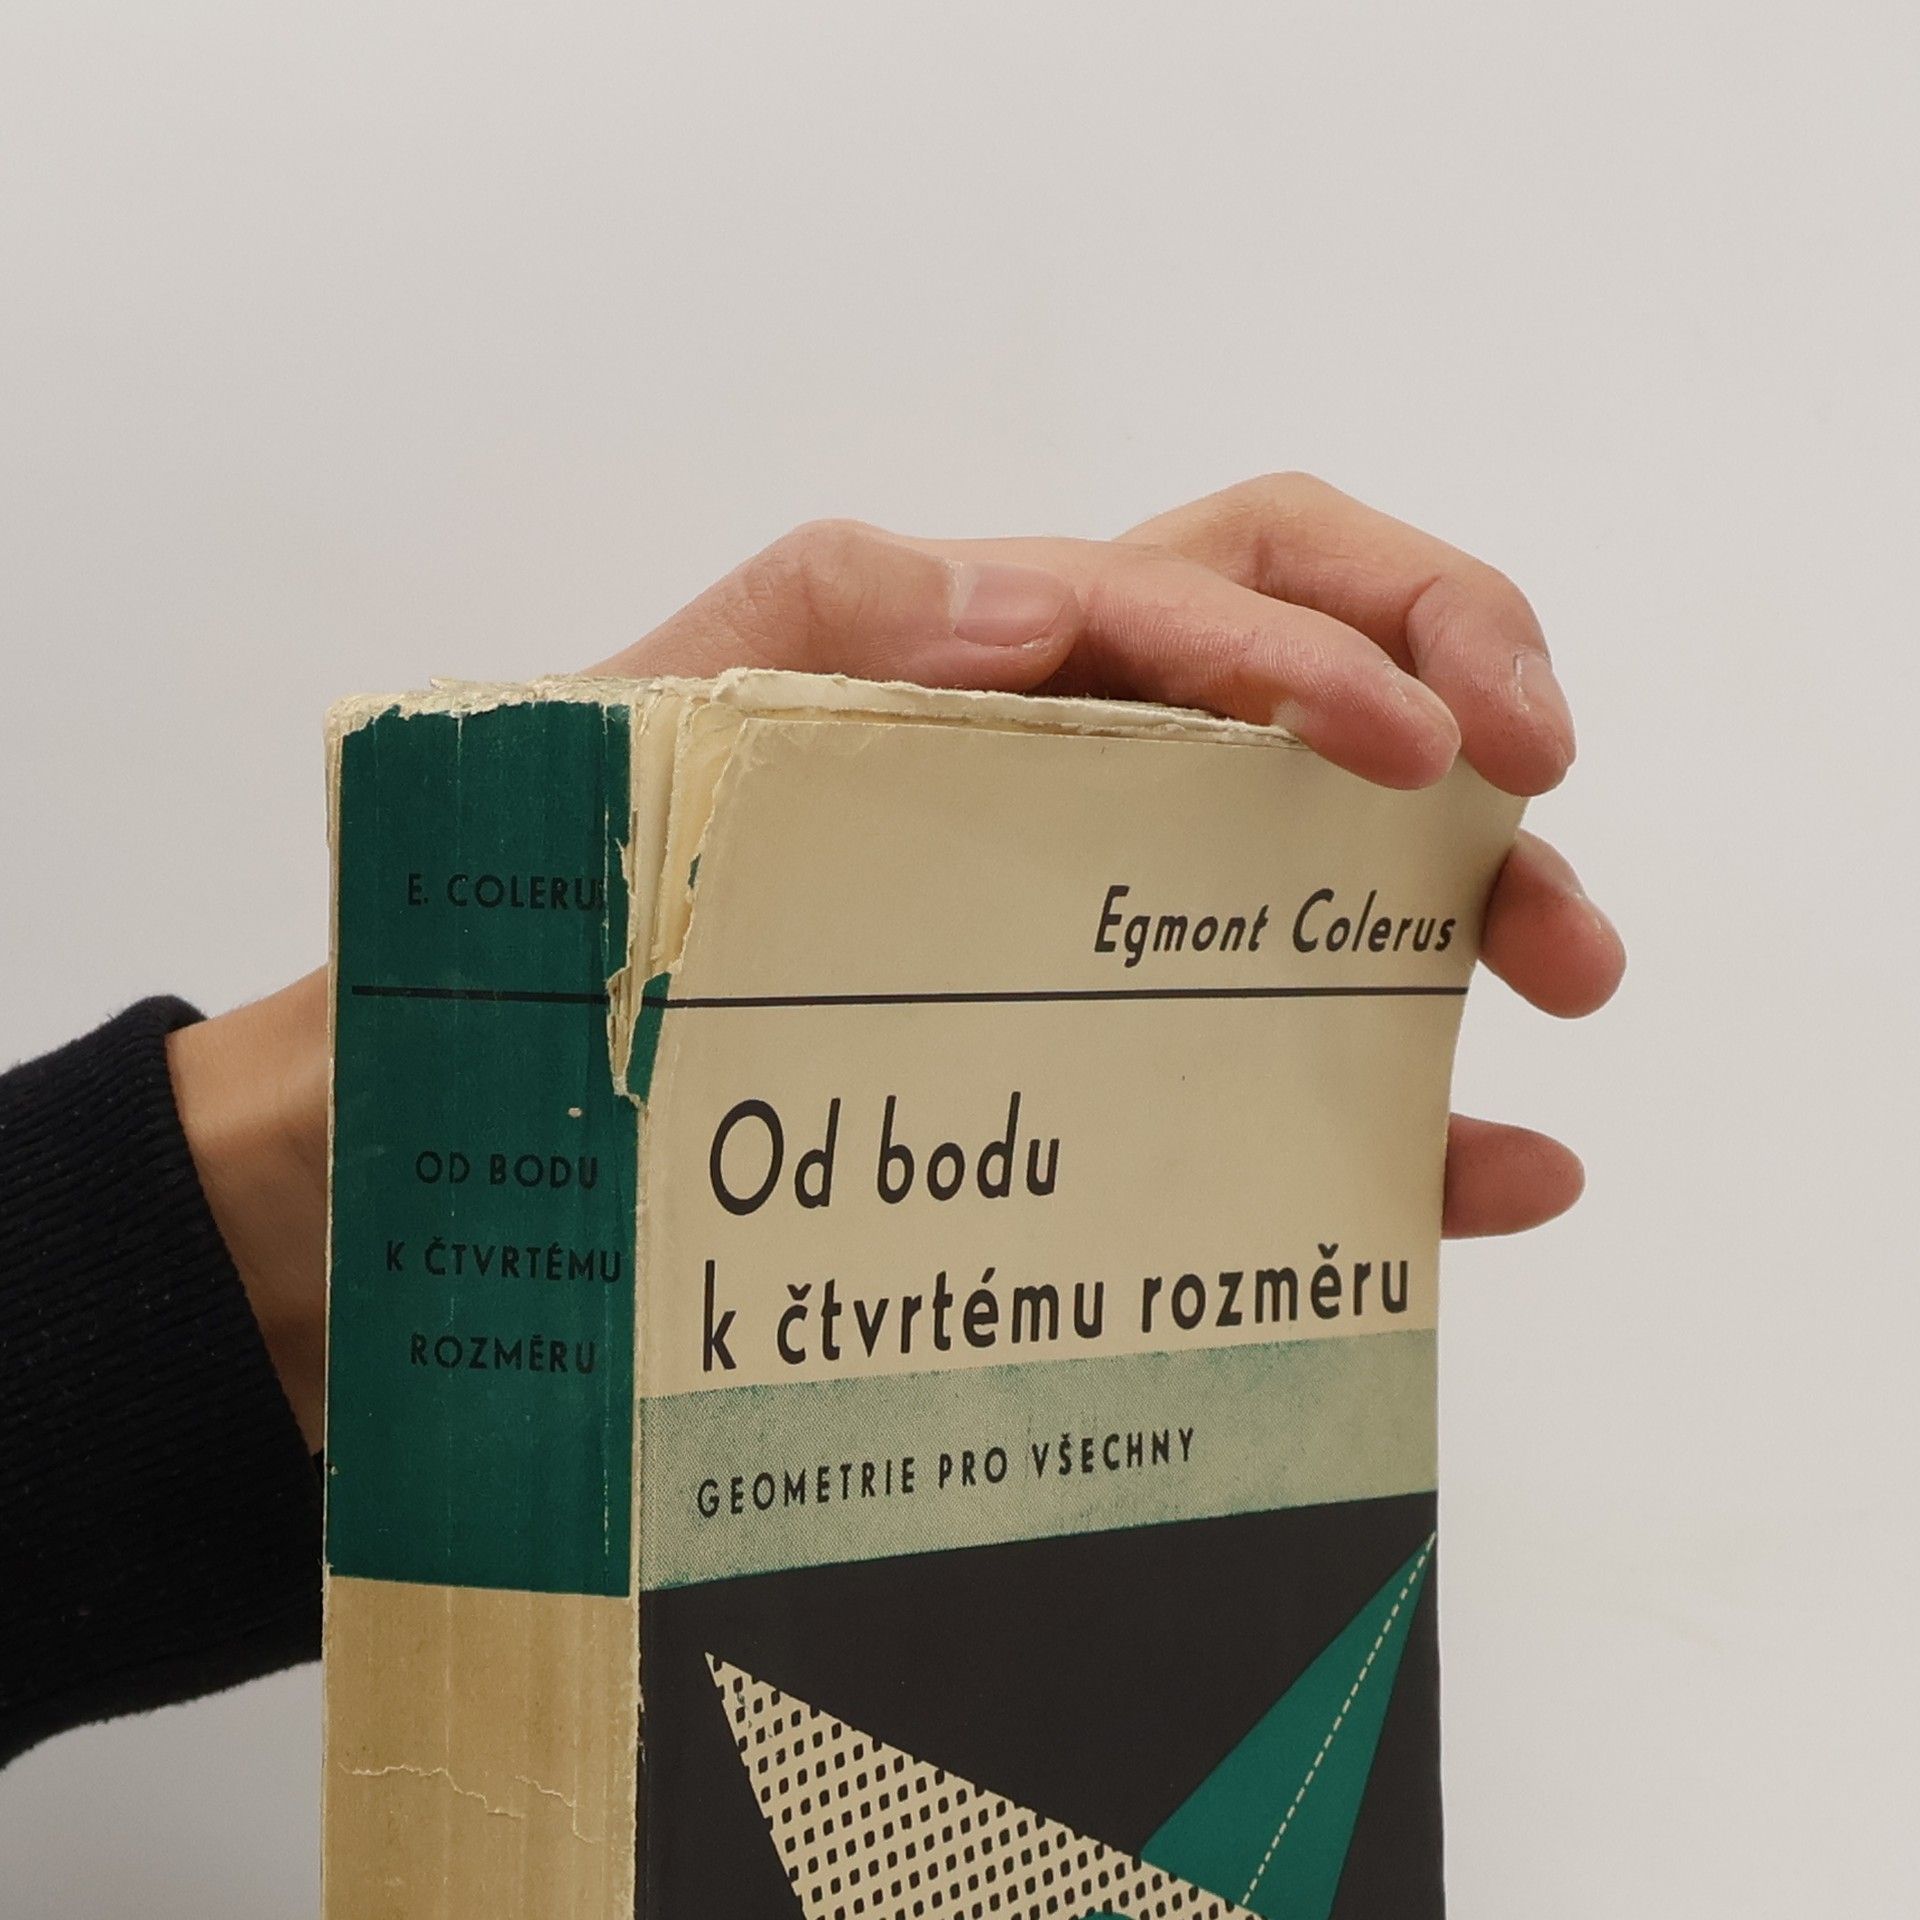 E. COLERUS
OD BODU
K ČTVRTÉMU
ROZMĚRU
Egmont Colerus
Od bodu
k čtvrtému rozměru
GEOMETRIE PRO VŠECHNY